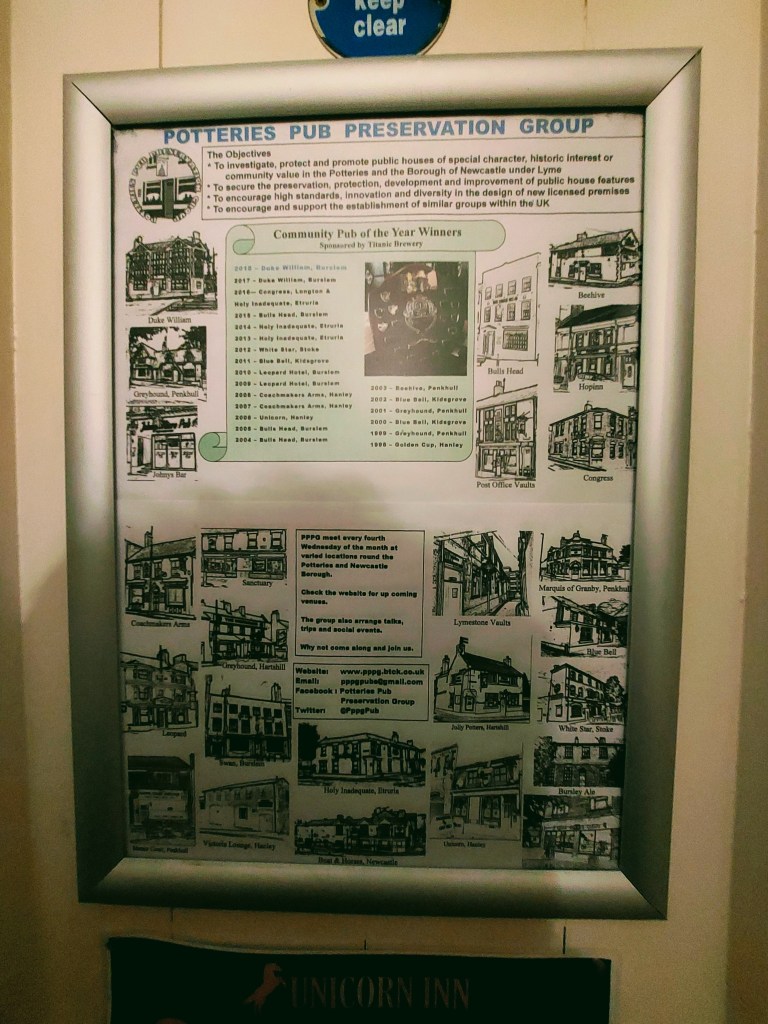 keep
clear
POTTERIES PUB PRESERVATION GROUP
The Objectives
* To investigate, protect and promote public houses of special character, historic interest or
community value in the Potteries and the Borough of Newcastle under Lyme
* To secure the preservation, protection, development and improvement of public house features
* To encourage high standards, innovation and diversity in the design of new licensed premises
* To encourage and support the establishment of similar groups within the UK
Community Pub of the Year Winners
Sponsored by Titanic Brewery
2018 - Duke William, Burslem
2017 - Duke William, Burslem
2016 - Congress, Longton &
Holy Inadequate, Etruria
2015 - Bulls Head, Burslem
2014 - Holy Inadequate, Etruria
2013 - Holy Inadequate, Etruria
2012 - White Star, Stoke
2011 - Blue Bell, Kidsgrove
2010 - Leopard Hotel, Burslem
2009 - Leopard Hotel, Burslem
2008 - Coachmakers Arms, Hanley
2007 - Coachmakers Arms, Hanley
2006 - Unicorn, Hanley
2005 - Bulls Head, Burslem
2004 - Bulls Head, Burslem
2003 - Beehive, Penkhull
2002 - Blue Bell, Kidsgrove
2001 - Greyhound, Penkhull
2000 - Blue Bell, Kidsgrove
1999 - Greyhound, Penkhull
1998 - Golden Cup, Hanley
Duke William
Greyhound, Penkhull
Johnys Bar
Bulls Head
Beehive
Hopinn
Post Office Vaults
Congress
Coachmakers Arms
Sanctuary
Greyhound, Hartshill
Leopard
Swan, Burslem
Victoria Lounge, Hanley
PPPG meet every fourth
Wednesday of the month at
varied locations round the
Potteries and Newcastle
Borough.
Check the website for up coming
venues.
The group also arrange talks,
trips and social events.
Why not come along and join us.
Website: www.pppg.btck.co.uk
Email: pppgpubs@gmail.com
Facebook : Potteries Pub
Preservation Group
Twitter: @PppgPub
Holy Inadequate, Etruria
Boat & Horses, Newcastle
Lymestone Vaults
Jolly Potters, Hartshill
Unicorn, Hanley
Marquis of Granby, Penkhull
Blue Bell
White Star, Stoke
Bursley Ale
UNICORN INN